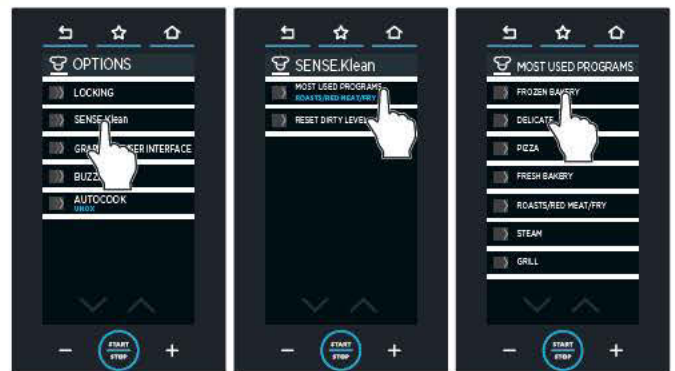 OPTIONS
LOCKING
SENSE.Klean
INTERFACE
AUTOCOOK
UNOX
−
START
STOP
+
SENSE.Klean
MOST USED PROGRAMS
ROASTS/RED MEAT/FRY
RESET DIRTY LEVEL
−
START
STOP
+
MOST USED PROGRAMS
FROZEN BAKERY
DELICATE
PIZZA
FRESH BAKERY
ROASTS/RED MEAT/FRY
STEAM
GRILL
−
START
STOP
+